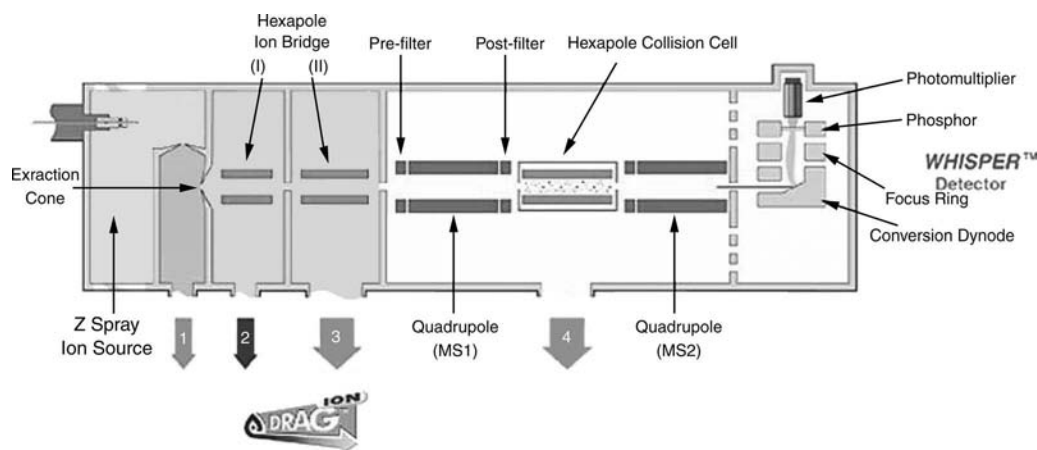 Hexapole
Ion Bridge
(I) (II)
Pre-filter
Post-filter
Hexapole Collision Cell
Photomultiplier
Phosphor
WHISPER™
Detector
Focus Ring
Conversion Dynode
Extraction
Cone
Z Spray
Ion Source
1
2
3
Quadrupole
(MS1)
4
Quadrupole
(MS2)
ION
DRAG